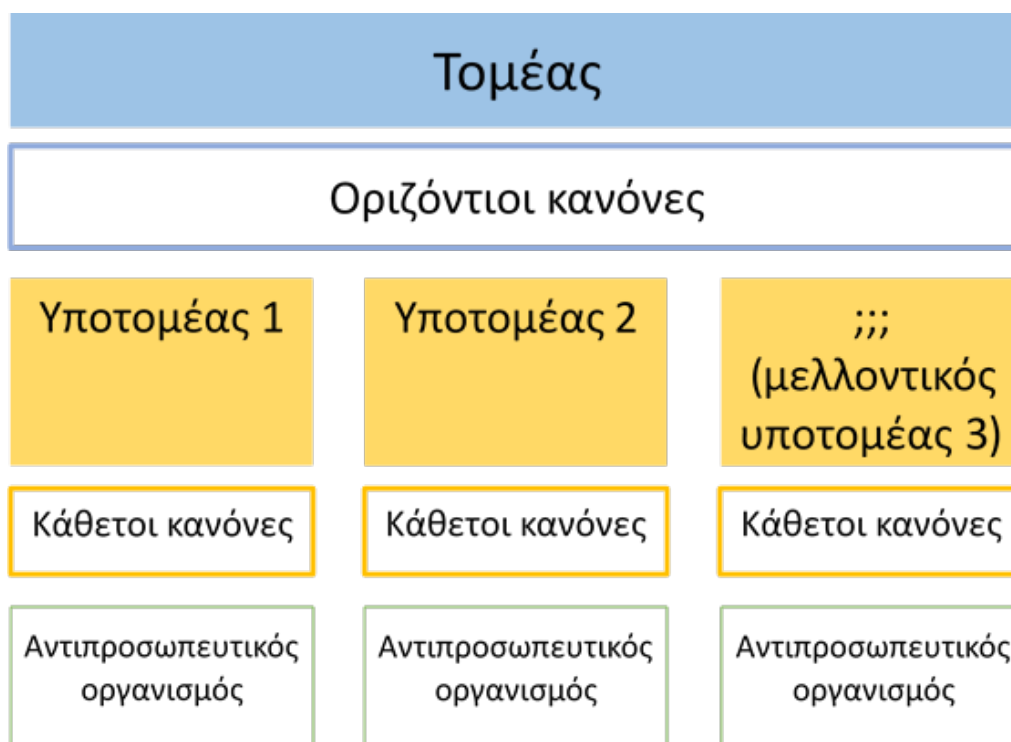 Τομέας
Οριζόντιοι κανόνες
Υποτομέας 1
Υποτομέας 2
;;;
(μελλοντικός
υποτομέας 3)
Κάθετοι κανόνες
Κάθετοι κανόνες
Κάθετοι κανόνες
Αντιπροσωπευτικός
οργανισμός
Αντιπροσωπευτικός
οργανισμός
Αντιπροσωπευτικός
οργανισμός